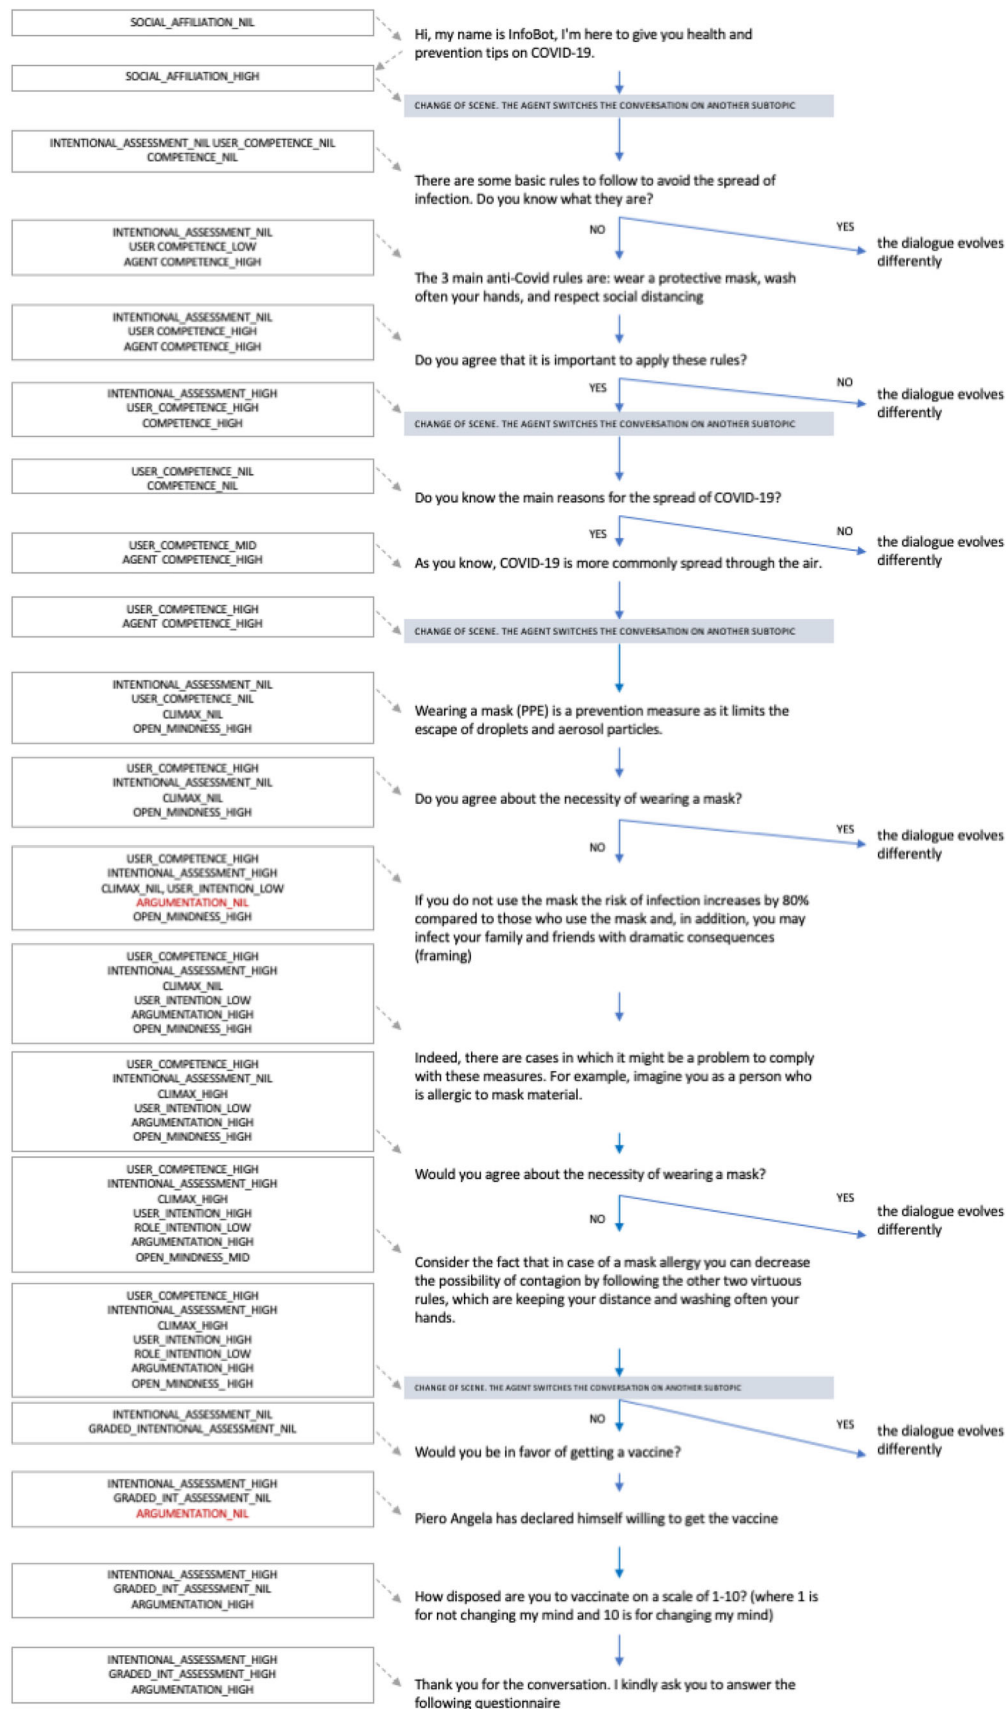 SOCIAL_AFFILIATION_NIL
Hi, my name is InfoBot, I'm here to give you health and
prevention tips on COVID-19.
SOCIAL_AFFILIATION_HIGH
CHANGE OF SCENE. THE AGENT SWITCHES THE CONVERSATION ON ANOTHER SUBTOPIC
INTENTIONAL_ASSESSMENT_NIL USER_COMPETENCE_NIL
COMPETENCE_NIL
There are some basic rules to follow to avoid the spread of
infection. Do you know what they are?
NO
YES
the dialogue evolves
differently
INTENTIONAL_ASSESSMENT_NIL
USER COMPETENCE_LOW
AGENT COMPETENCE_HIGH
The 3 main anti-Covid rules are: wear a protective mask, wash
often your hands, and respect social distancing
INTENTIONAL_ASSESSMENT_NIL
USER COMPETENCE_HIGH
AGENT COMPETENCE_HIGH
Do you agree that it is important to apply these rules?
YES
NO
the dialogue evolves
differently
INTENTIONAL_ASSESSMENT_HIGH
USER_COMPETENCE_HIGH
COMPETENCE_HIGH
CHANGE OF SCENE. THE AGENT SWITCHES THE CONVERSATION ON ANOTHER SUBTOPIC
USER_COMPETENCE_NIL
COMPETENCE_NIL
Do you know the main reasons for the spread of COVID-19?
YES
NO
the dialogue evolves
differently
USER_COMPETENCE_MID
AGENT COMPETENCE_HIGH
As you know, COVID-19 is more commonly spread through the air.
USER_COMPETENCE_HIGH
AGENT COMPETENCE_HIGH
CHANGE OF SCENE. THE AGENT SWITCHES THE CONVERSATION ON ANOTHER SUBTOPIC
INTENTIONAL_ASSESSMENT_NIL
USER_COMPETENCE_NIL
CLIMAX_NIL
OPEN_MINDNESS_HIGH
Wearing a mask (PPE) is a prevention measure as it limits the
escape of droplets and aerosol particles.
USER_COMPETENCE_HIGH
INTENTIONAL_ASSESSMENT_NIL
CLIMAX_NIL
OPEN_MINDNESS_HIGH
Do you agree about the necessity of wearing a mask?
NO
YES
the dialogue evolves
differently
USER_COMPETENCE_HIGH
INTENTIONAL_ASSESSMENT_HIGH
CLIMAX_NIL, USER_INTENTION_LOW
ARGUMENTATION_NIL
OPEN_MINDNESS_HIGH
If you do not use the mask the risk of infection increases by 80%
compared to those who use the mask and, in addition, you may
infect your family and friends with dramatic consequences
(framing)
USER_COMPETENCE_HIGH
INTENTIONAL_ASSESSMENT_HIGH
CLIMAX_NIL
USER_INTENTION_LOW
ARGUMENTATION_HIGH
OPEN_MINDNESS_HIGH
Indeed, there are cases in which it might be a problem to comply
with these measures. For example, imagine you as a person who
is allergic to mask material.
USER_COMPETENCE_HIGH
INTENTIONAL_ASSESSMENT_NIL
CLIMAX_HIGH
USER_INTENTION_LOW
ARGUMENTATION_HIGH
OPEN_MINDNESS_HIGH
Would you agree about the necessity of wearing a mask?
NO
YES
the dialogue evolves
differently
USER_COMPETENCE_HIGH
INTENTIONAL_ASSESSMENT_HIGH
CLIMAX_HIGH
USER_INTENTION_HIGH
ROLE_INTENTION_LOW
ARGUMENTATION_HIGH
OPEN_MINDNESS_MID
Consider the fact that in case of a mask allergy you can decrease
the possibility of contagion by following the other two virtuous
rules, which are keeping your distance and washing often your
hands.
USER_COMPETENCE_HIGH
INTENTIONAL_ASSESSMENT_HIGH
CLIMAX_HIGH
USER_INTENTION_HIGH
ROLE_INTENTION_LOW
ARGUMENTATION_HIGH
OPEN_MINDNESS_HIGH
CHANGE OF SCENE. THE AGENT SWITCHES THE CONVERSATION ON ANOTHER SUBTOPIC
NO
YES
the dialogue evolves
differently
INTENTIONAL_ASSESSMENT_NIL
GRADED_INTENTIONAL_ASSESSMENT_NIL
Would you be in favor of getting a vaccine?
INTENTIONAL_ASSESSMENT_HIGH
GRADED_INT_ASSESSMENT_NIL
ARGUMENTATION_NIL
Piero Angela has declared himself willing to get the vaccine
INTENTIONAL_ASSESSMENT_HIGH
GRADED_INT_ASSESSMENT_NIL
ARGUMENTATION_HIGH
How disposed are you to vaccinate on a scale of 1-10? (where 1 is
for not changing my mind and 10 is for changing my mind)
INTENTIONAL_ASSESSMENT_HIGH
GRADED_INT_ASSESSMENT_HIGH
ARGUMENTATION_HIGH
Thank you for the conversation. I kindly ask you to answer the
following questionnaire